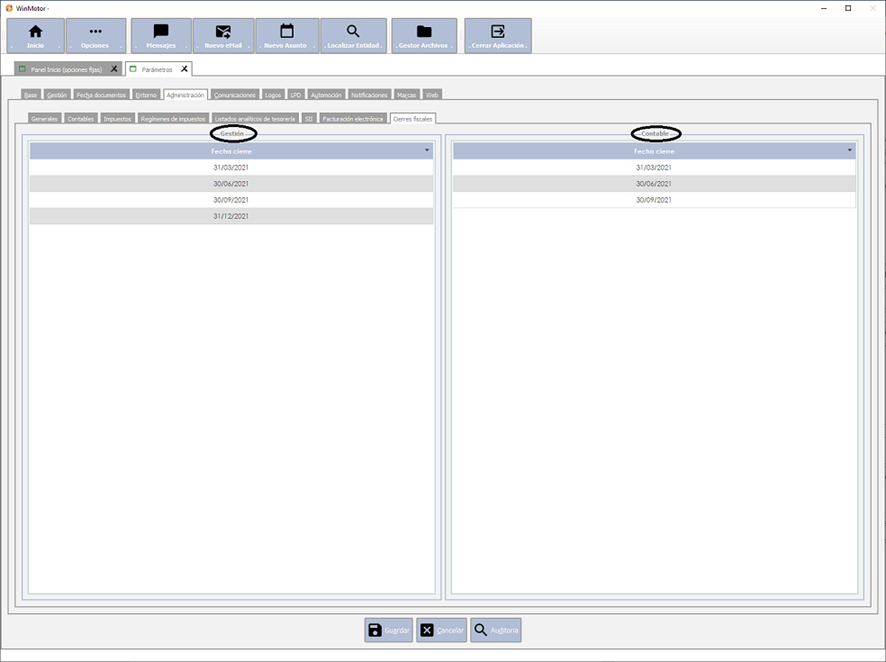 WinMotor -
Inicio
Opciones
Mensajes
Nuevo eMail
Nuevo Asunto
Localizar Entidad
Gestor Archivos
Cerrar Aplicación
Panel Inicio (opciones fijas)
Parámetros
Base
Gestión
Fecha documentos
Entorno
Administración
Comunicaciones
Logos
LPD
Automoción
Notificaciones
Marcas
Web
Generales
Contables
Impuestos
Regímenes de impuestos
Listados analíticos de tesorería
SII
Facturación electrónica
Cierres fiscales
Gestión
Fecha cierre
31/03/2021
30/06/2021
30/09/2021
31/12/2021
Contable
Fecha cierre
31/03/2021
30/06/2021
30/09/2021
Guardar
Cancelar
Auditoria